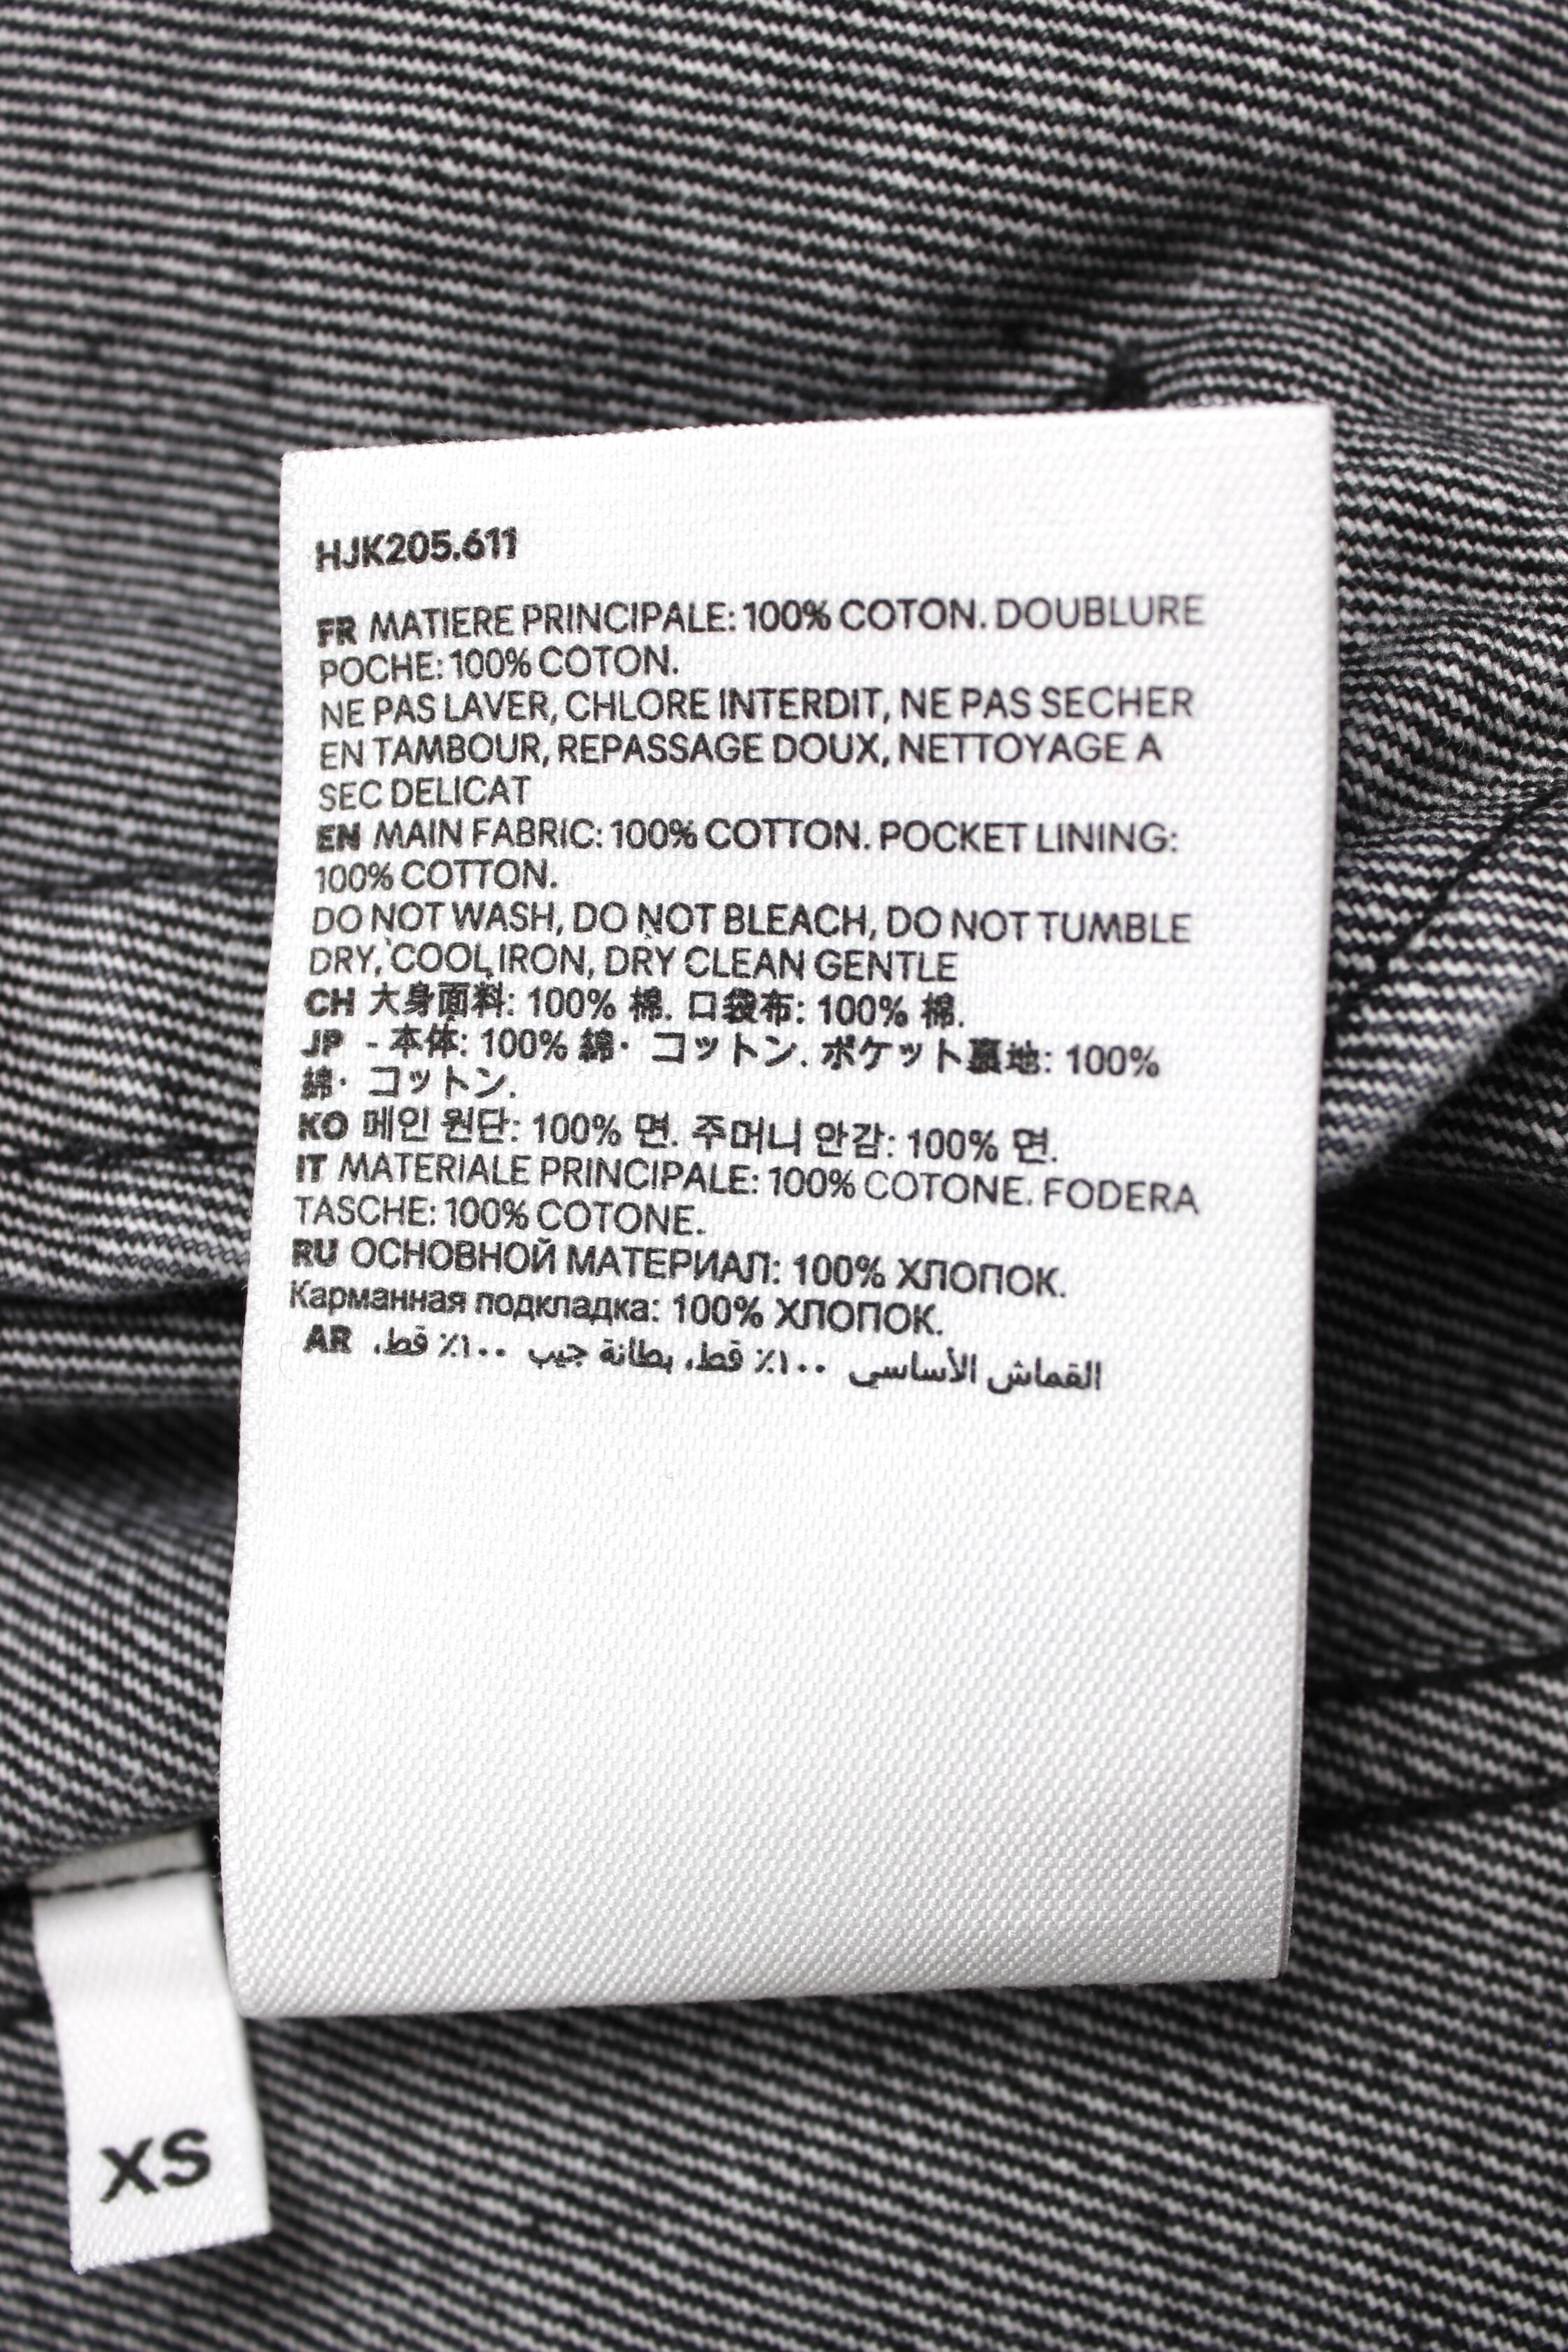 HJK205.611
FR MATIERE PRINCIPALE: 100% COTON. DOUBLURE
POCHE: 100% COTON.
NE PAS LAVER, CHLORE INTERDIT, NE PAS SECHER
EN TAMBOUR, REPASSAGE DOUX, NETTOYAGE A
SEC DELICAT
EN MAIN FABRIC: 100% COTTON. POCKET LINING:
100% COTTON.
DO NOT WASH, DO NOT BLEACH, DO NOT TUMBLE
DRY, COOL IRON, DRY CLEAN GENTLE
CH 大身面料: 100% 棉. 口袋布: 100% 棉.
JP - 本体: 100% 綿· コットン. ポケット裏地: 100%
綿· コットン.
KO 메인 원단: 100% 면. 주머니 안감: 100% 면.
IT MATERIALE PRINCIPALE: 100% COTONE. FODERA
TASCHE: 100% COTONE.
RU ОСНОВНОЙ МАТЕРИАЛ: 100% ХЛОПОК.
Карманная подкладка: 100% ХЛОПОК.
AR القماش الأساسي ١٠٠٪ قطن. بطانة جيب ١٠٠٪ قطن.
XS